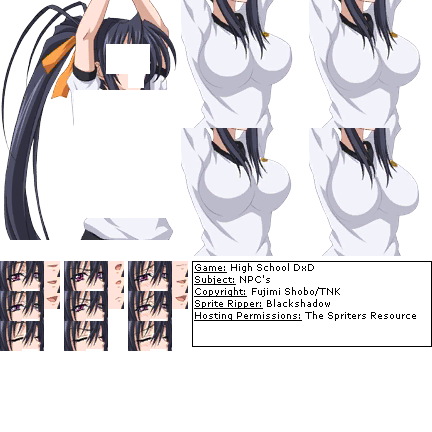 Game: High School DxD
Subject: NPC's
Copyright: Fujimi Shobo/TNK
Sprite Ripper: Blackshadow
Hosting Permissions: The Spriters Resource